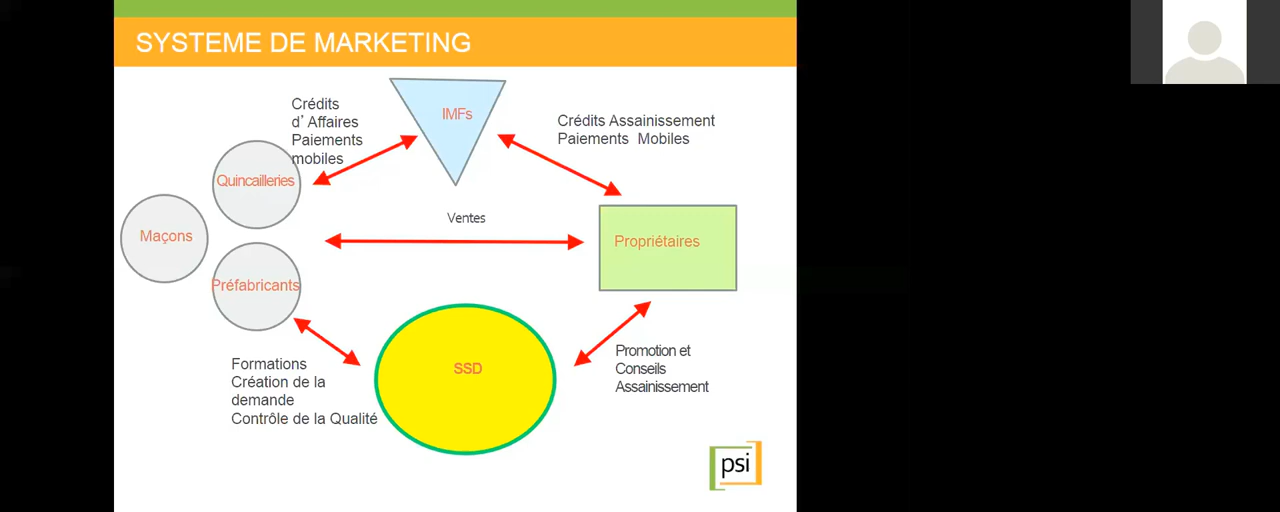 SYSTEME DE MARKETING
Crédits
d’ Affaires
Paiements
mobiles
IMFs
Crédits Assainissement
Paiements Mobiles
Quincailleries
Maçons
Préfabricants
Ventes
Propriétaires
Formations
Création de la
demande
Contrôle de la Qualité
SSD
Promotion et
Conseils
Assainissement
psi